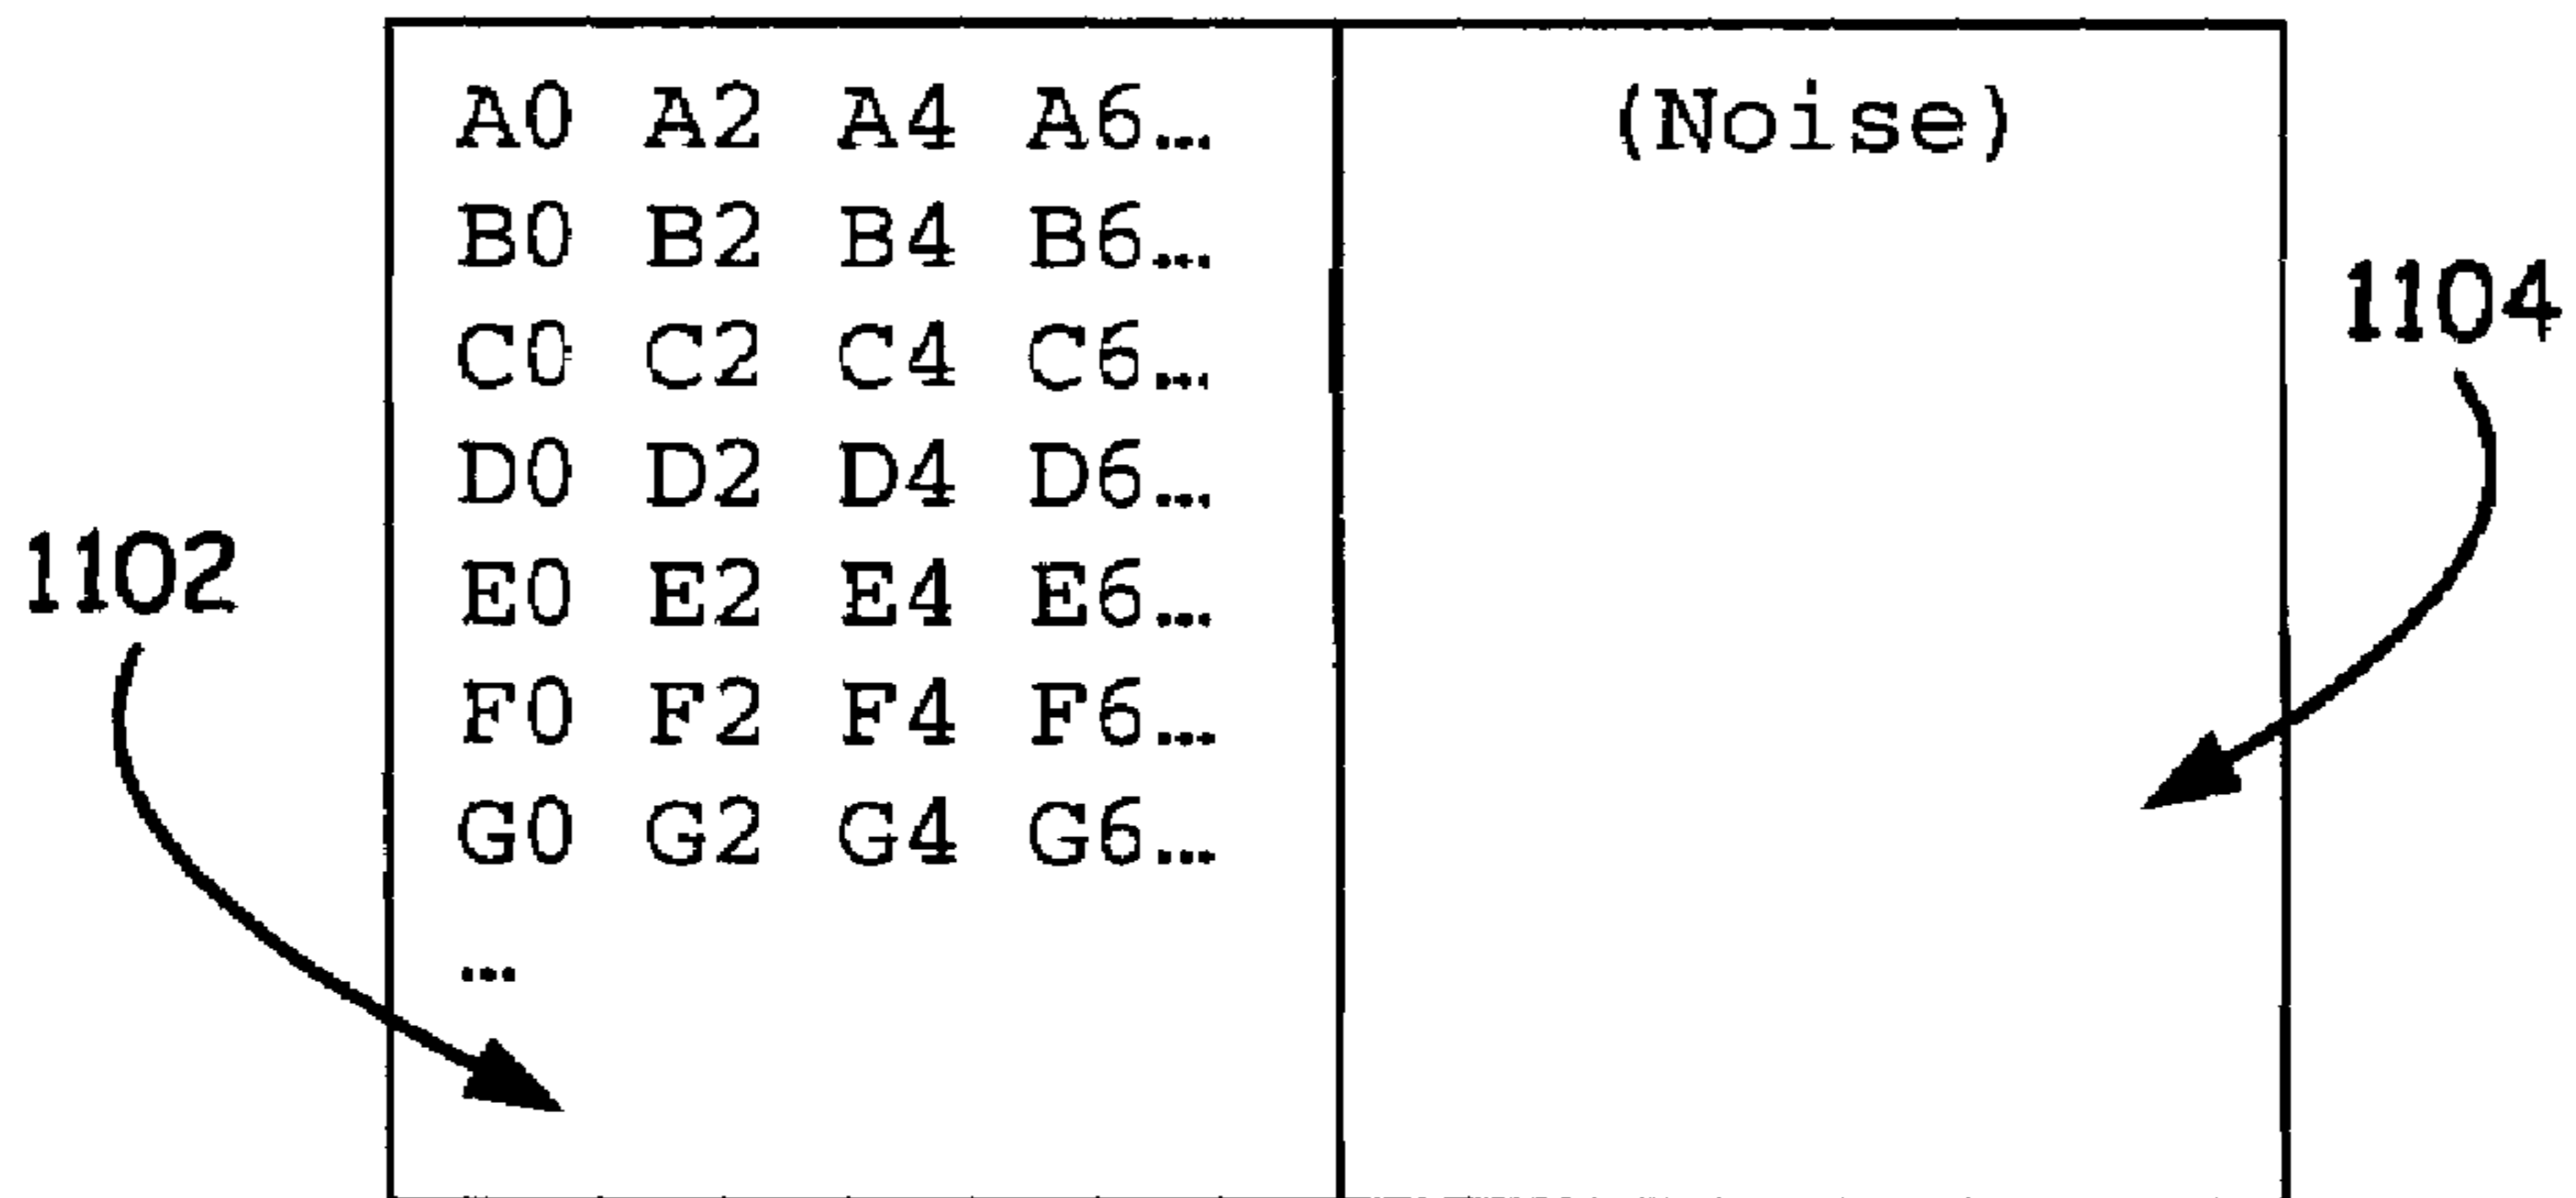 A0 A2 A4 A6… (Noise)
B0 B2 B4 B6…
1104
C0 C2 C4 C6…
D0 D2 D4 D6…
1102
E0 E2 E4 E6…
F0 F2 F4 F6…
G0 G2 G4 G6…
…